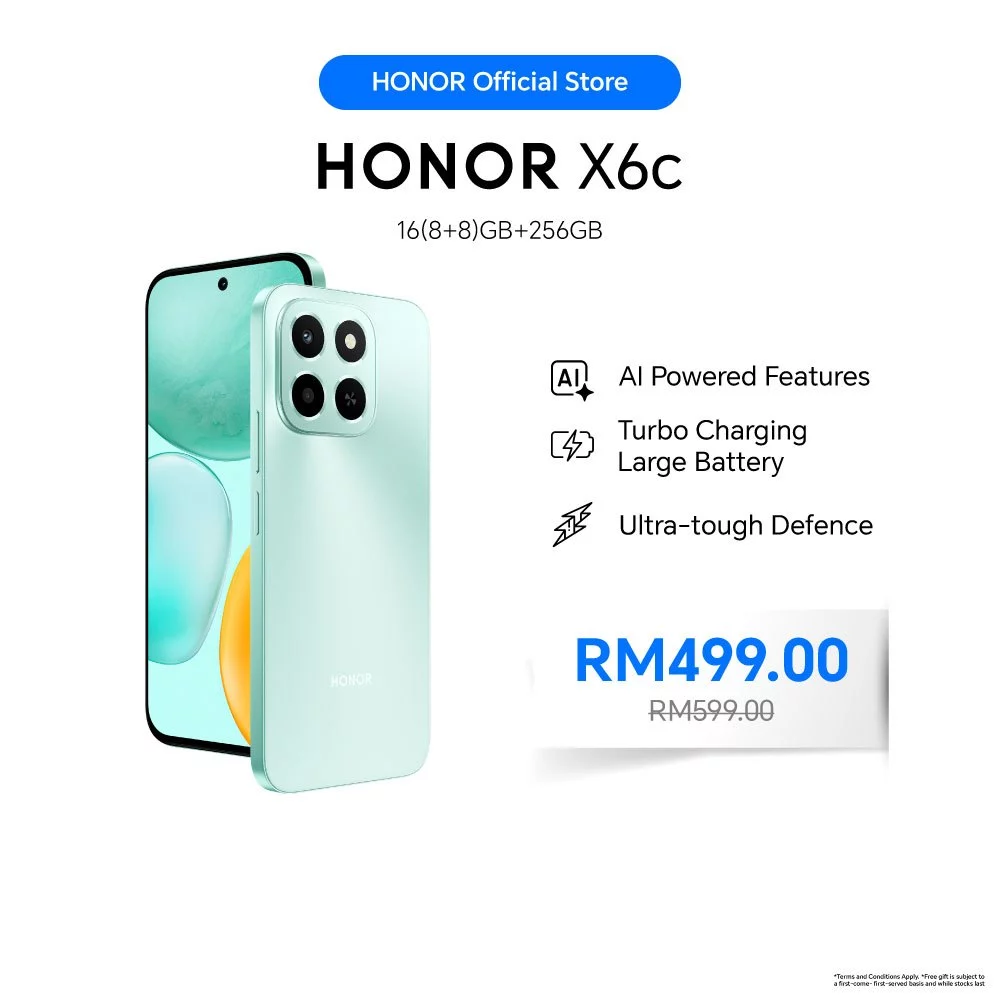 HONOR Official Store
HONOR X6c
16(8+8)GB+256GB
AI AI Powered Features
Turbo Charging
Large Battery
Ultra-tough Defence
HONOR
RM499.00
RM599.00
*Terms and Conditions Apply. *Free gift is subject to
a first-come- first-served basis and while stocks last